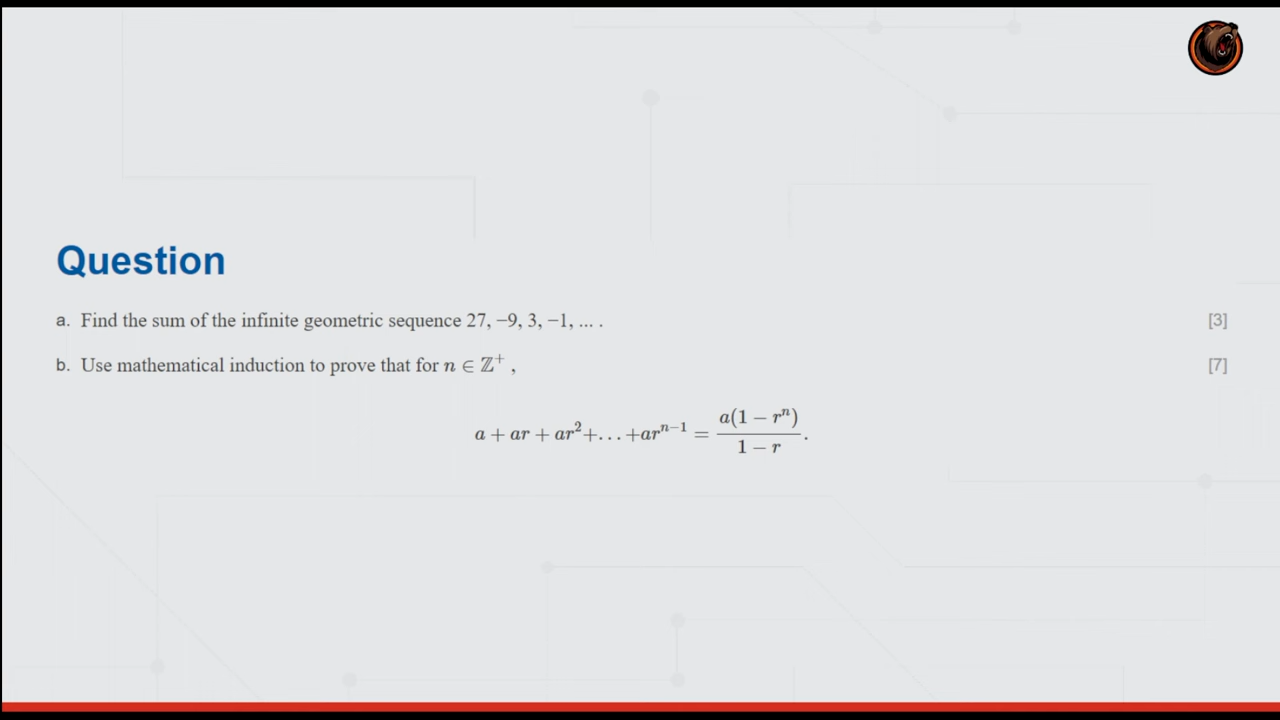 Question
a. Find the sum of the infinite geometric sequence 27, −9, 3, −1, ... . [3]
b. Use mathematical induction to prove that for n ∈ ℤ⁺ , [7]
a + ar + ar²+. . . +arⁿ⁻¹ = a(1 − rⁿ) / 1 − r .